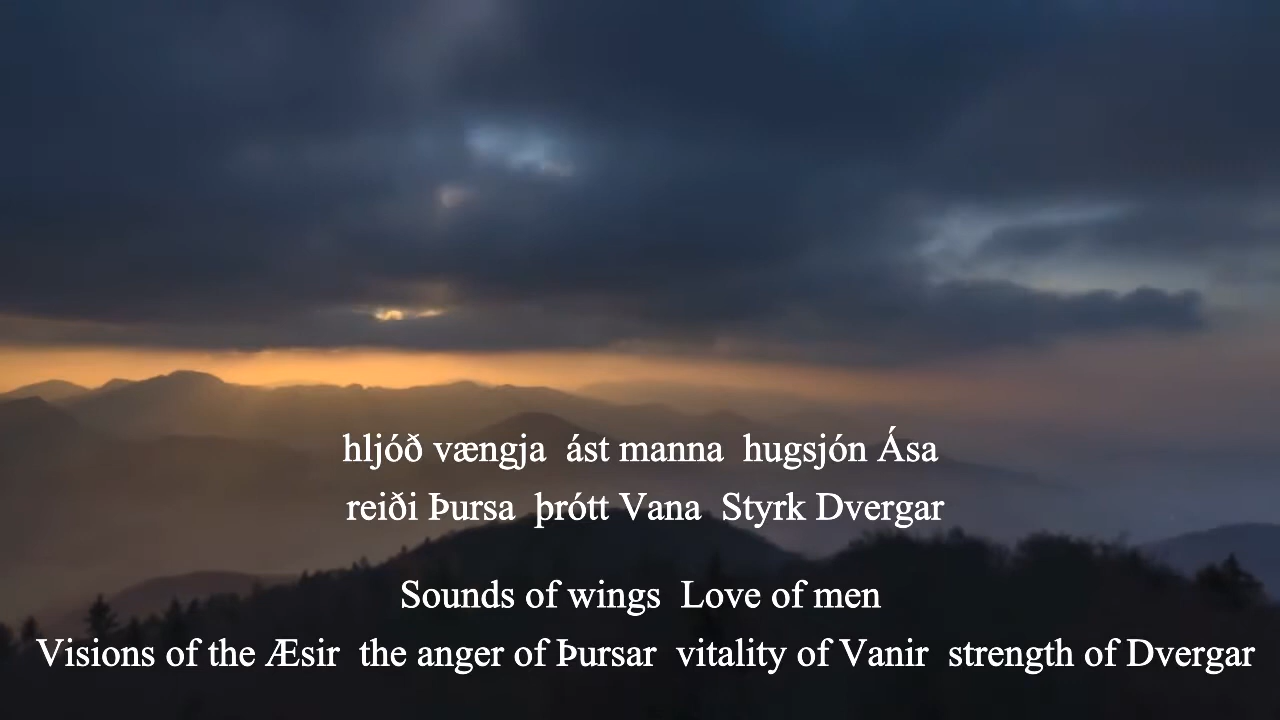 hljóð vængja  ást manna  hugsjón Ása
reiði Þursa  þrótt Vana  Styrk Dvergar
Sounds of wings  Love of men
Visions of the Æsir  the anger of Þursar  vitality of Vanir  strength of Dvergar